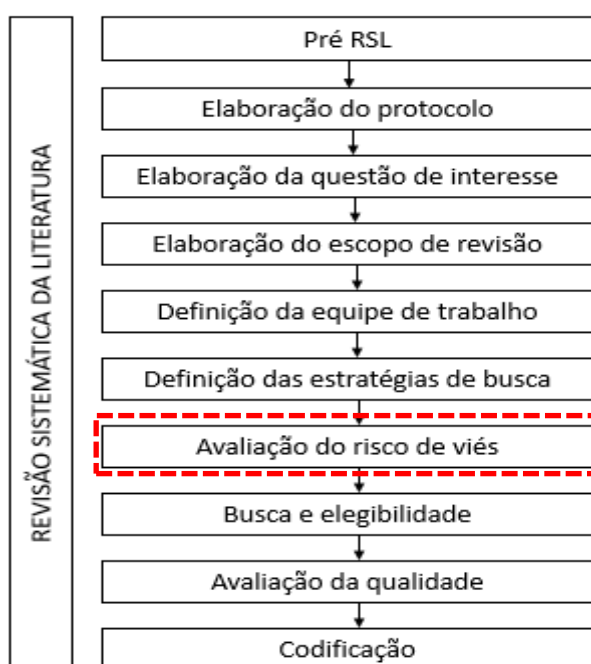 REVISÃO SISTEMÁTICA DA LITERATURA
Pré RSL
Elaboração do protocolo
Elaboração da questão de interesse
Elaboração do escopo de revisão
Definição da equipe de trabalho
Definição das estratégias de busca
Avaliação do risco de viés
Busca e elegibilidade
Avaliação da qualidade
Codificação